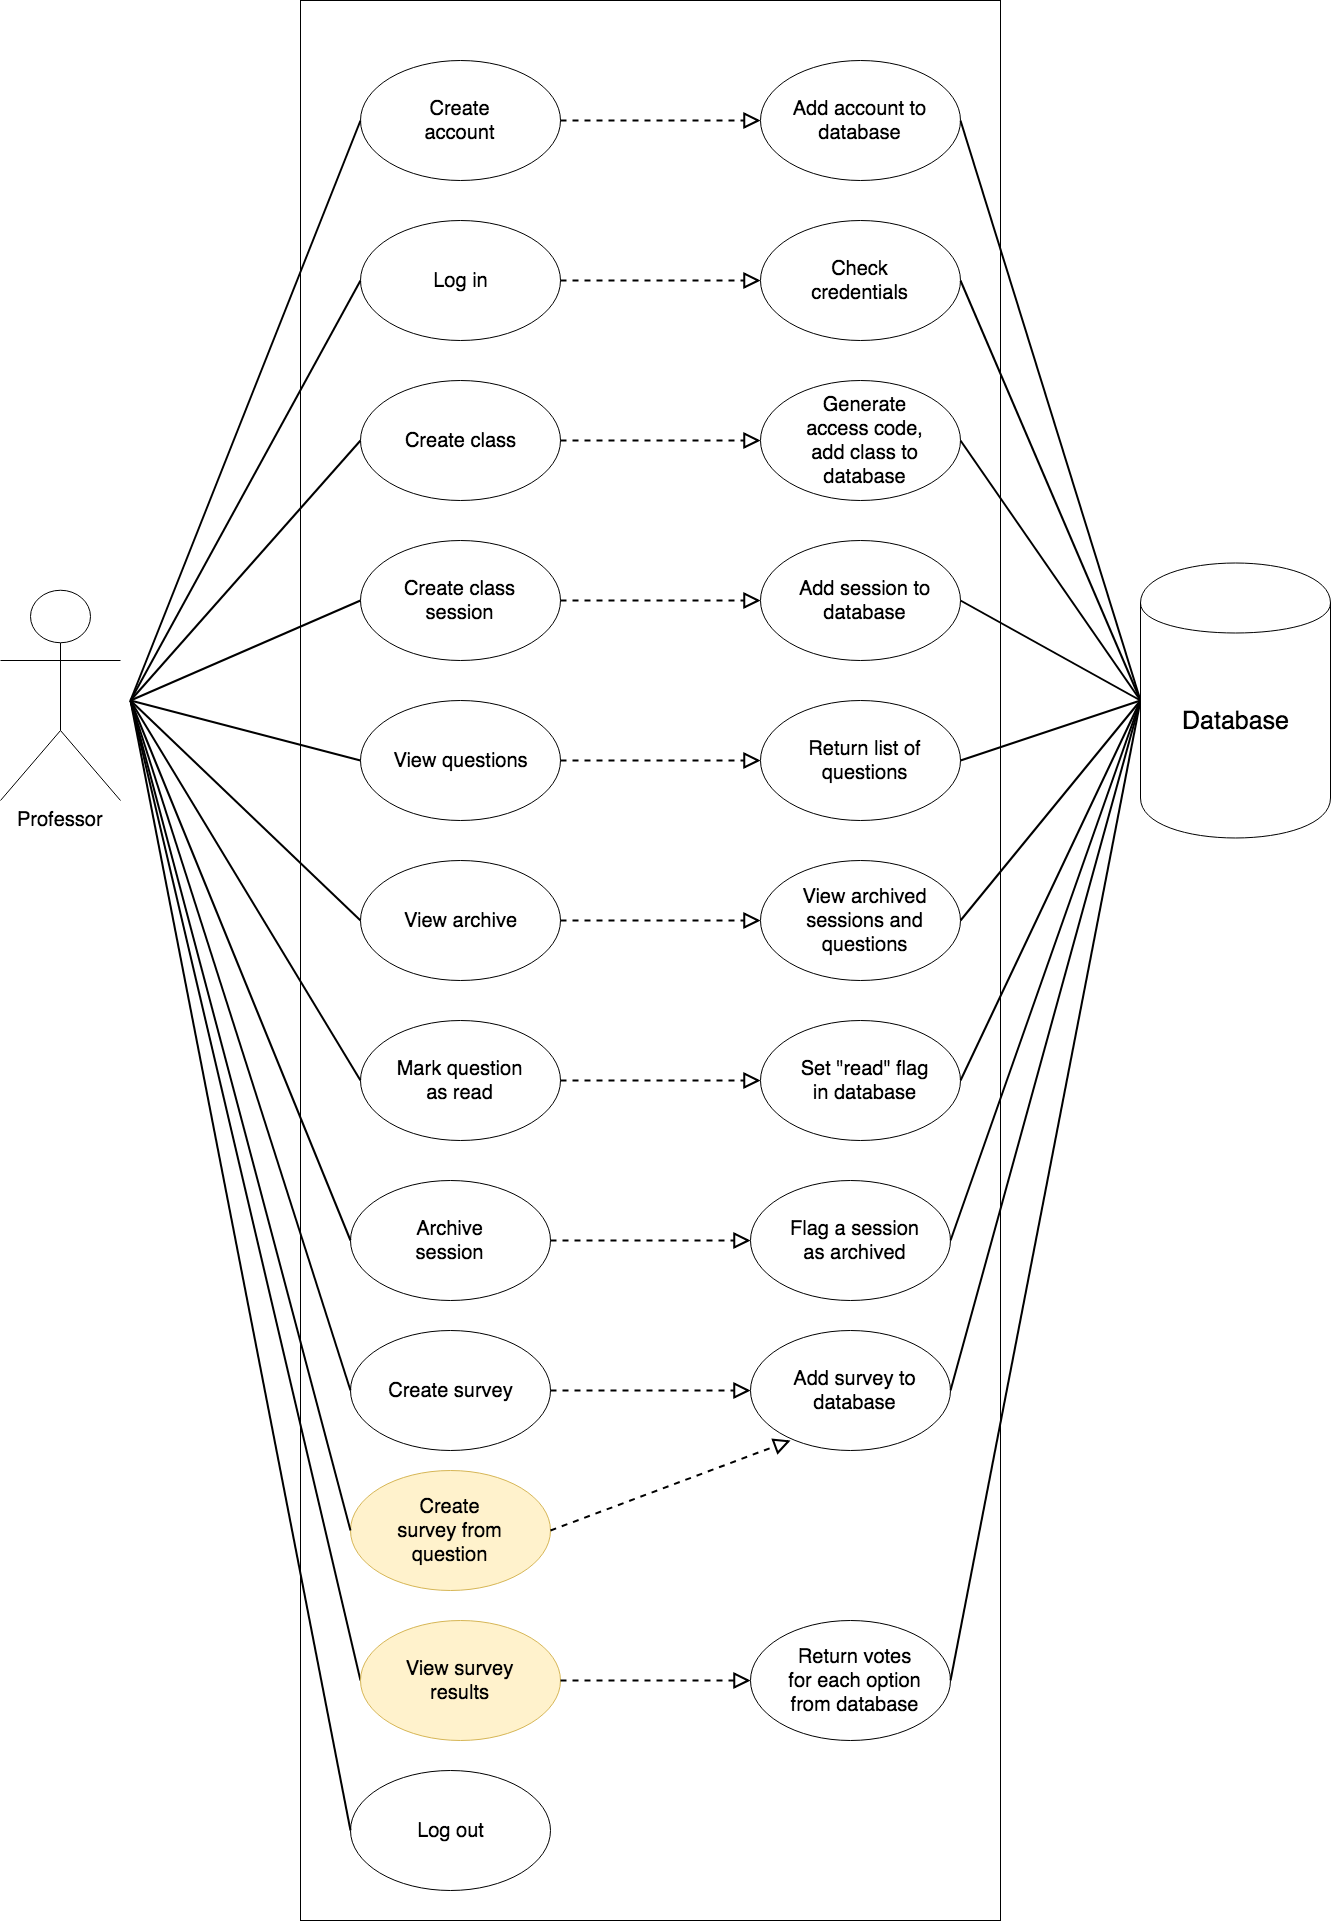 Create
account
Add account to
database
Log in
Check
credentials
Create class
Generate
access code,
add class to
database
Create class
session
Add session to
database
Professor
View questions
Return list of
questions
Database
View archive
View archived
sessions and
questions
Mark question
as read
Set "read" flag
in database
Archive
session
Flag a session
as archived
Create survey
Add survey to
database
Create
survey from
question
View survey
results
Return votes
for each option
from database
Log out